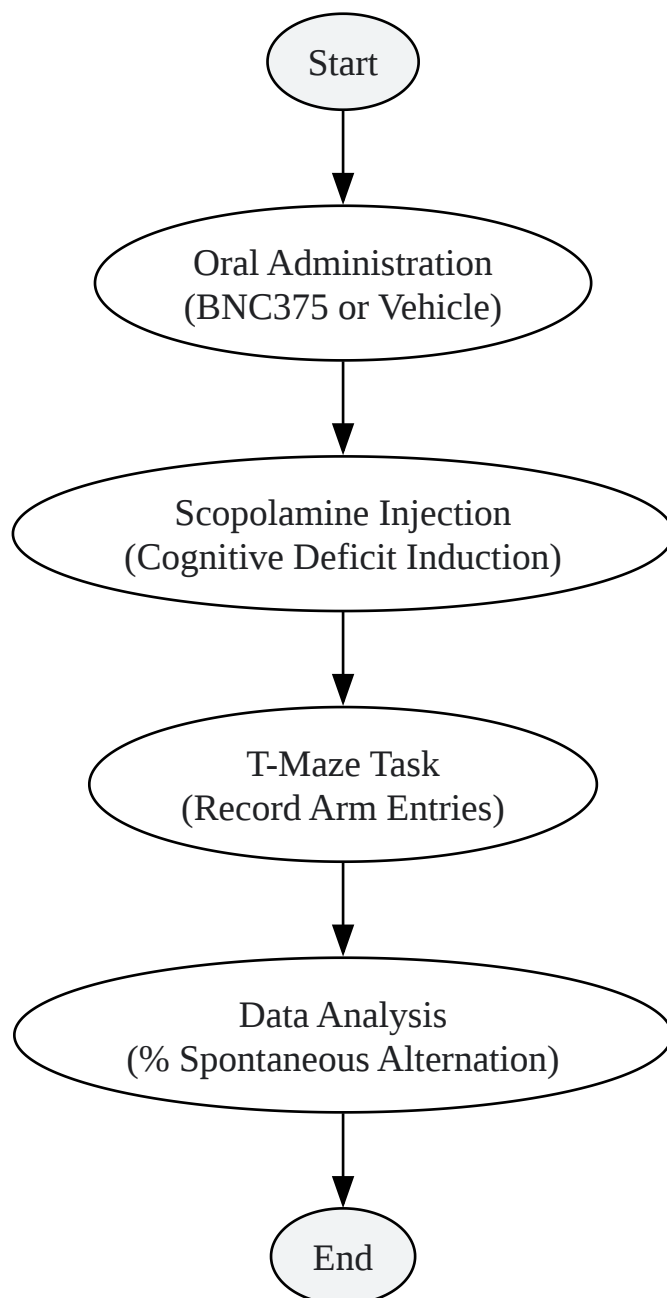 Start
Oral Administration
(BNC375 or Vehicle)
Scopolamine Injection
(Cognitive Deficit Induction)
T-Maze Task
(Record Arm Entries)
Data Analysis
(% Spontaneous Alternation)
End